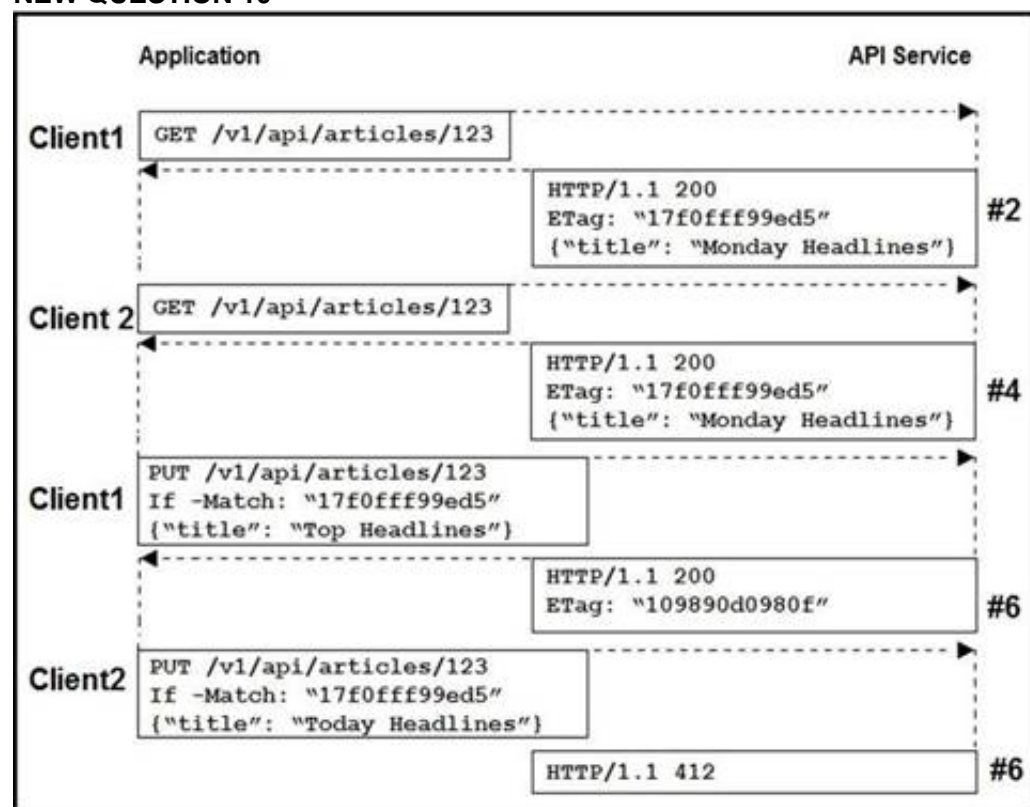 Application API Service
Client1 GET /v1/api/articles/123
HTTP/1.1 200
ETag: "17f0fff99ed5" #2
{"title": "Monday Headlines"}
Client 2 GET /v1/api/articles/123
HTTP/1.1 200
ETag: "17f0fff99ed5" #4
{"title": "Monday Headlines"}
PUT /v1/api/articles/123
Client1 If -Match: "17f0fff99ed5"
{"title": "Top Headlines"}
HTTP/1.1 200
ETag: "109890d0980f" #6
PUT /v1/api/articles/123
Client2 If -Match: "17f0fff99ed5"
{"title": "Today Headlines"}
HTTP/1.1 412 #6